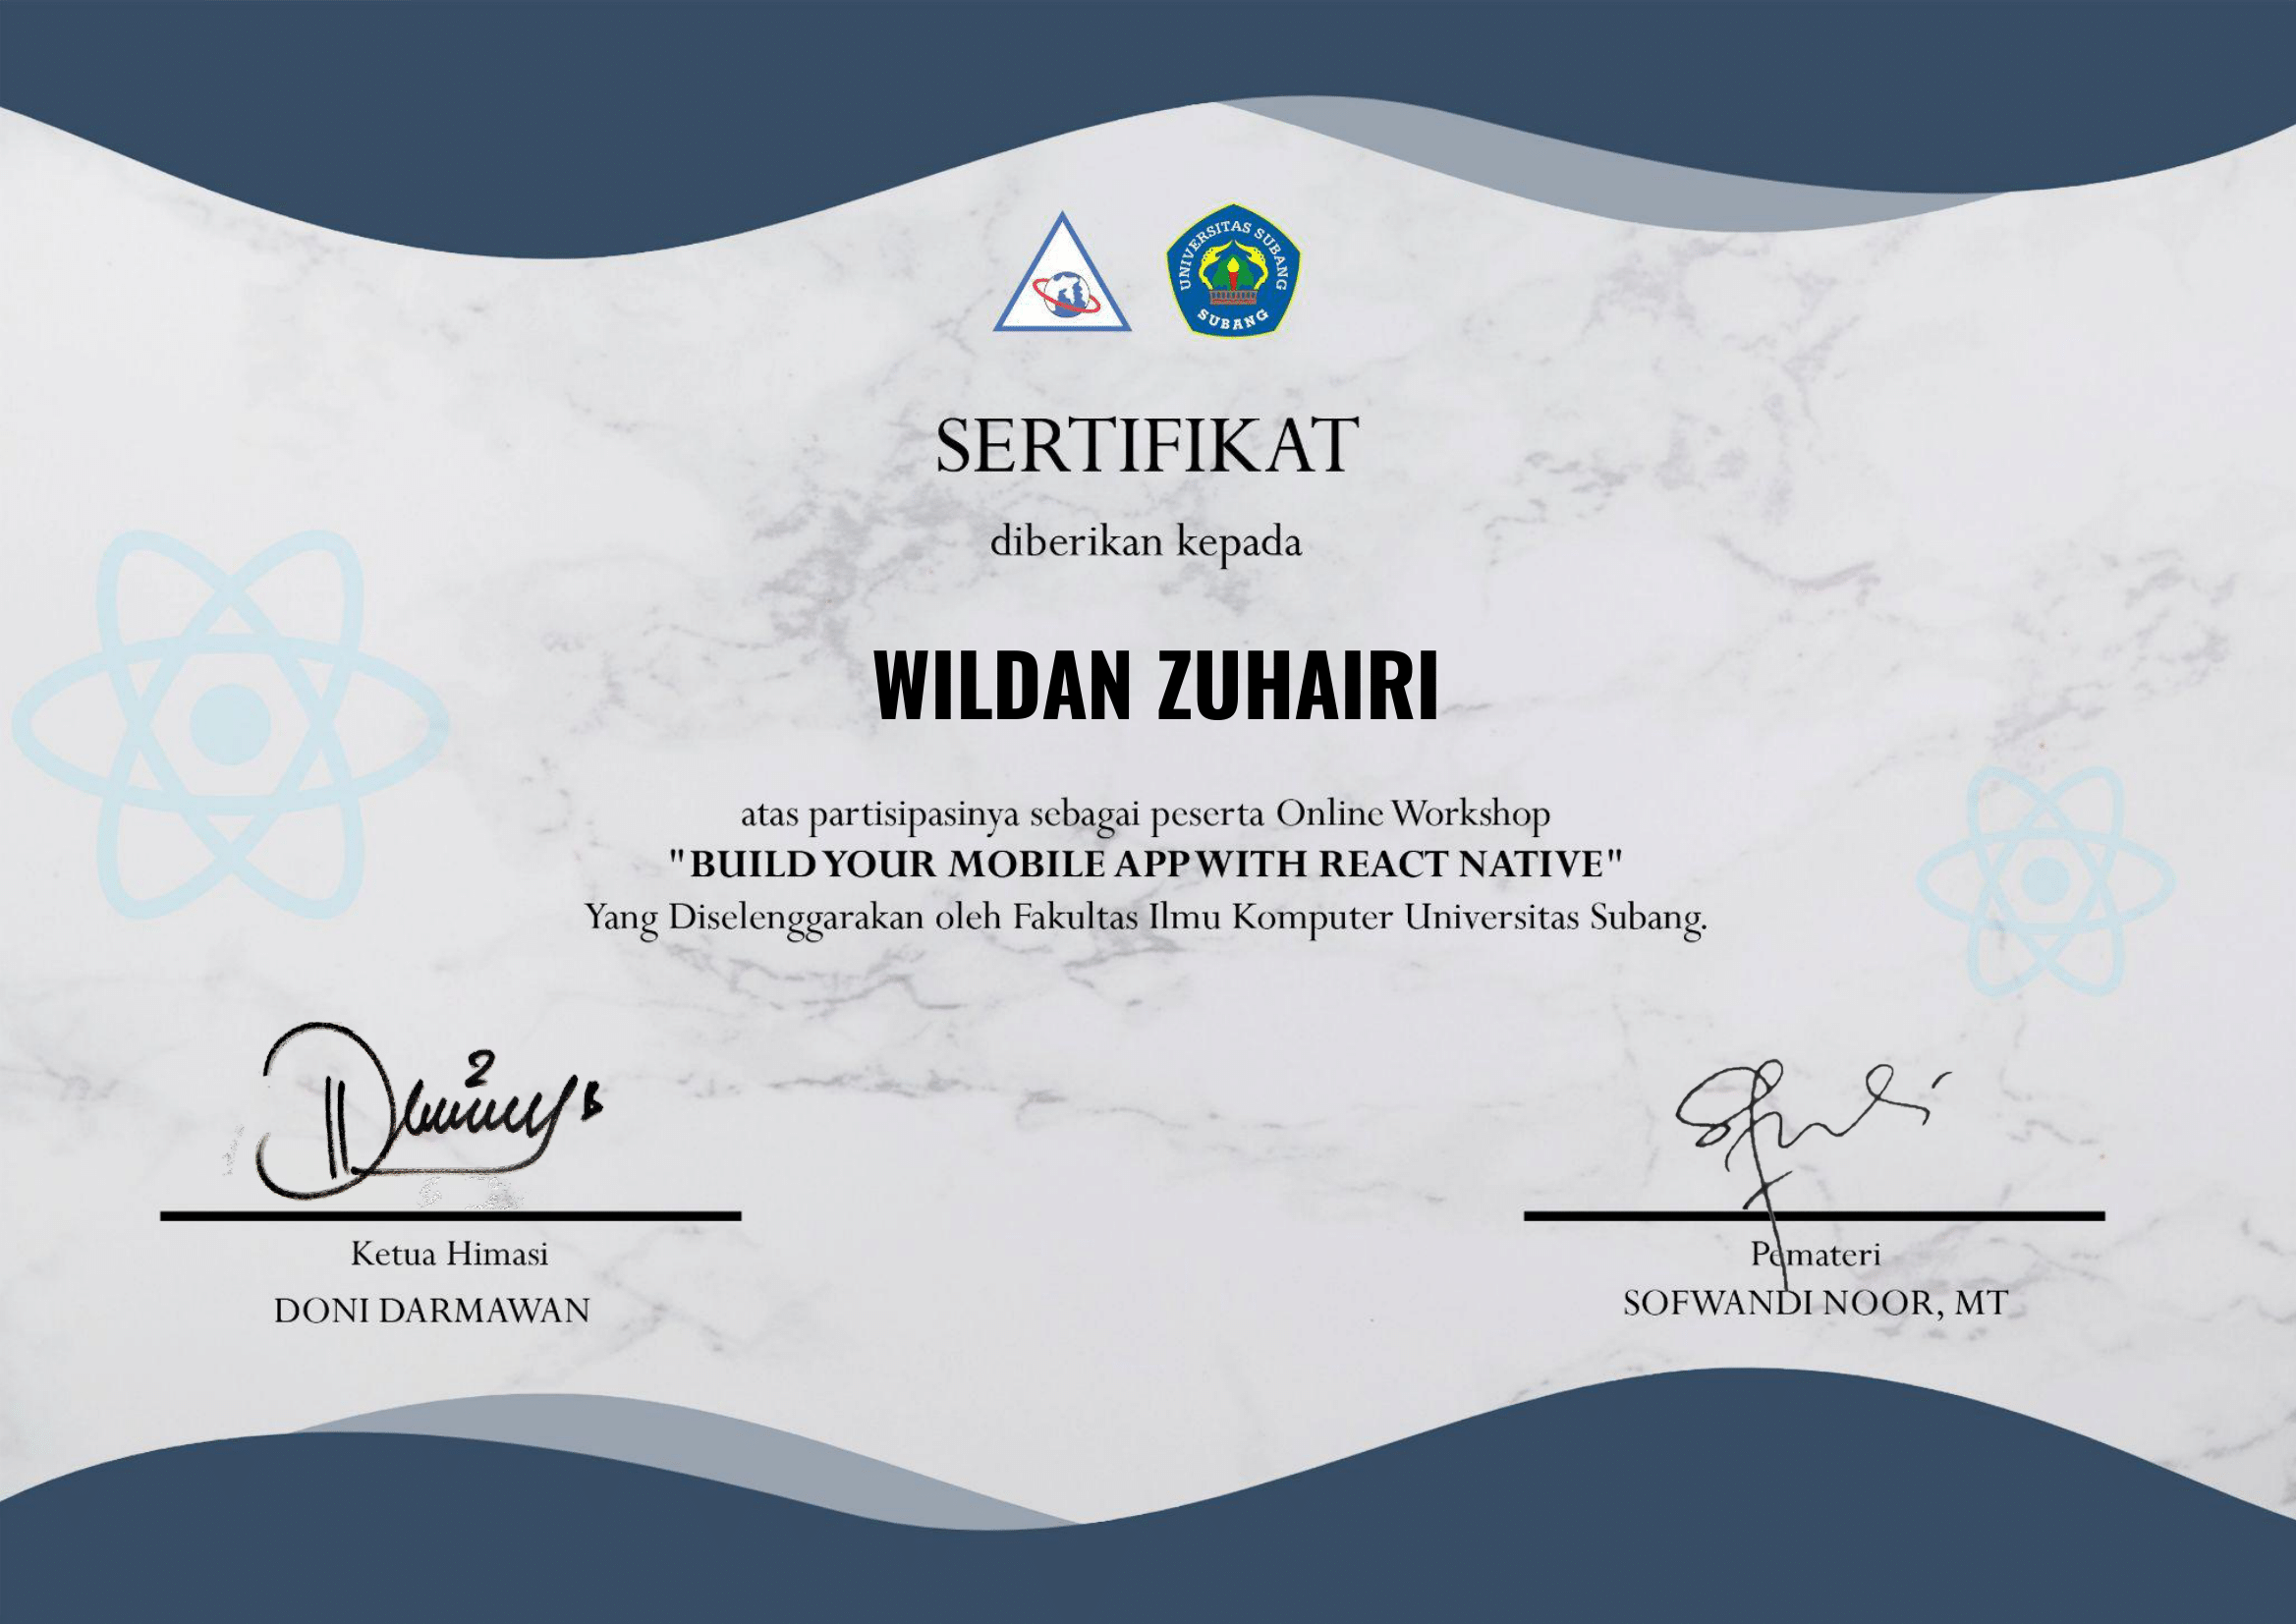 UNIVERSITAS SUBANG
SUBANG
SERTIFIKAT
diberikan kepada
WILDAN ZUHAIRI
atas partisipasinya sebagai peserta Online Workshop
"BUILD YOUR MOBILE APP WITH REACT NATIVE"
Yang Diselenggarakan oleh Fakultas Ilmu Komputer Universitas Subang.
Ketua Himasi
DONI DARMAWAN
Pemateri
SOFWANDI NOOR, MT